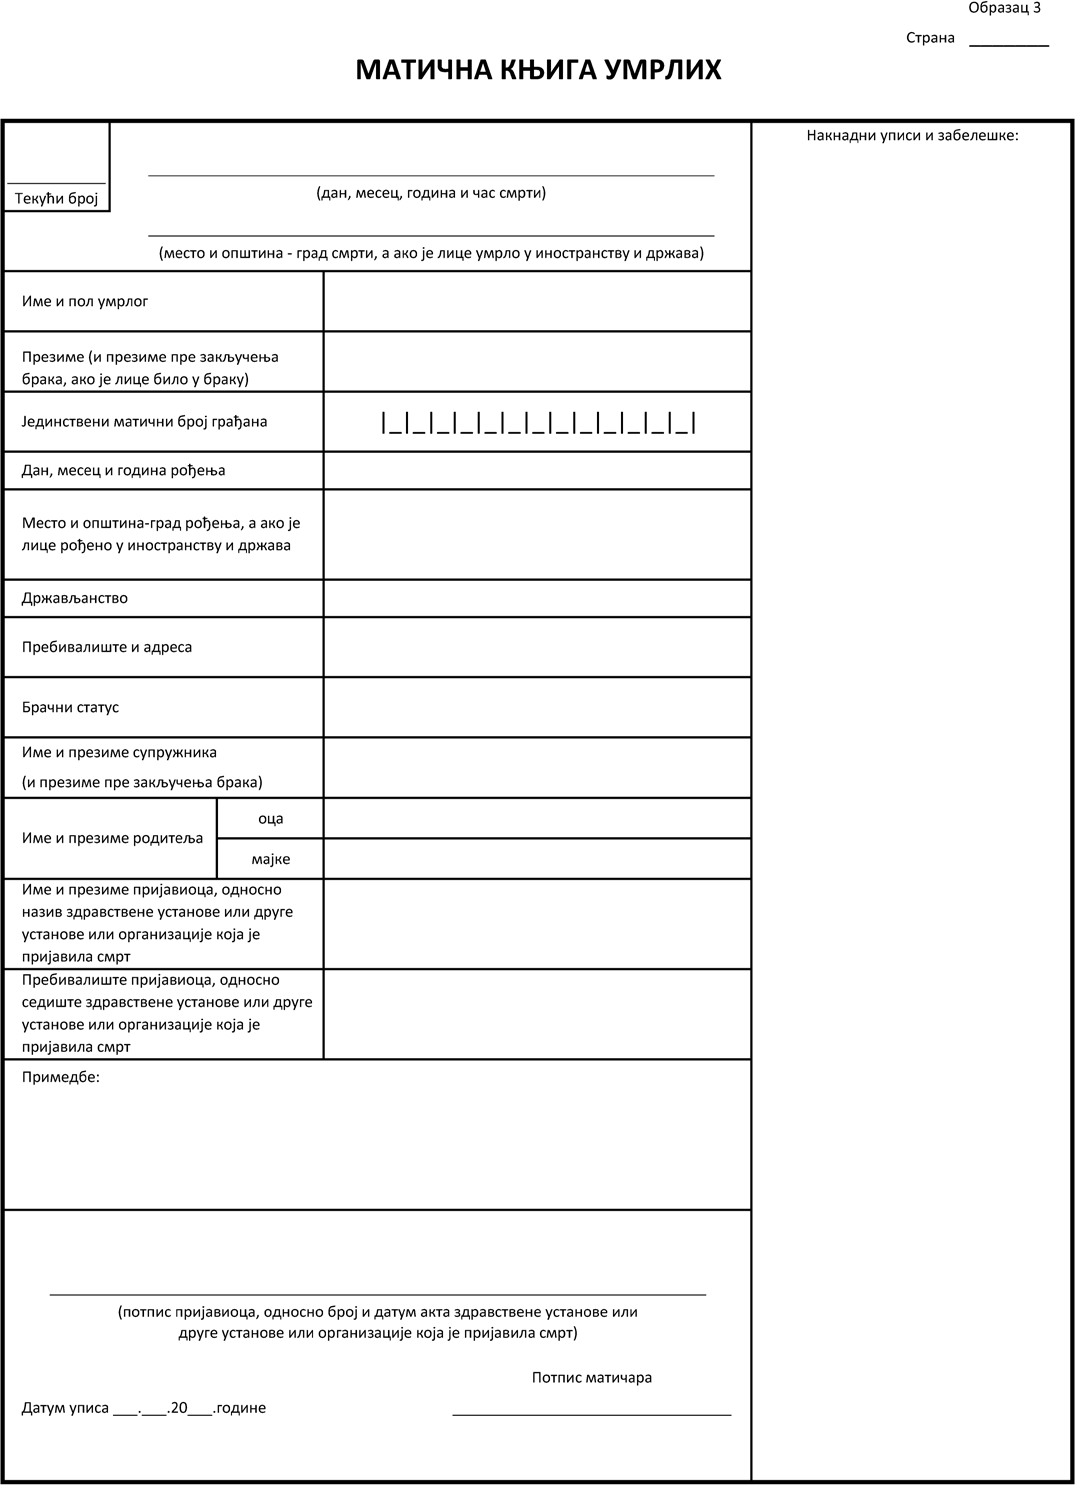 Образац 3
Страна ________
МАТИЧНА КЊИГА УМРЛИХ
Текући број
(дан, месец, година и час смрти)
(место и општина - град смрти, а ако је лице умрло у иностранству и држава)
Накнадни уписи и забелешке:
Име и пол умрлог
Презиме (и презиме пре закључења
брака, ако је лице било у браку)
Јединствени матични број грађана
|_|_|_|_|_|_|_|_|_|_|_|_|_|
Дан, месец и година рођења
Место и општина-град рођења, а ако је
лице рођено у иностранству и држава
Држављанство
Пребивалиште и адреса
Брачни статус
Име и презиме супружника
(и презиме пре закључења брака)
Име и презиме родитеља
оца
мајке
Име и презиме пријавиоца, односно
назив здравствене установе или друге
установе или организације која је
пријавила смрт
Пребивалиште пријавиоца, односно
седиште здравствене установе или друге
установе или организације која је
пријавила смрт
Примедбе:
(потпис пријавиоца, односно број и датум акта здравствене установе или
друге установе или организације која је пријавила смрт)
Потпис матичара
Датум уписа ___.___.20___.године